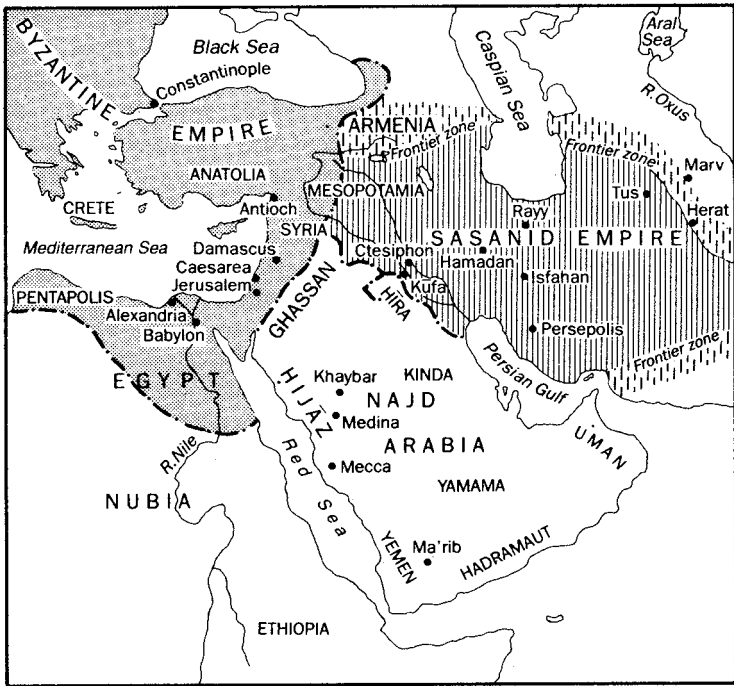 BYZANTINE
Black Sea
Constantinople
Caspian Sea
Aral
Sea
R.Oxus
EMPIRE
ARMENIA
Frontier zone
Frontier zone
Marv
ANATOLIA
MESOPOTAMIA
Tus
CRETE
Antioch
Rayy
Herat
SYRIA
SASANID EMPIRE
Mediterranean Sea
Damascus
Ctesiphon
Hamadan
Caesarea
Isfahan
Jerusalem
Kufa
PENTAPOLIS
GHASSAN
HIRA
Alexandria
Babylon
Persepolis
Frontier zone
Persian Gulf
EGYPT
Khaybar
KINDA
HIJĀZ
NAJD
Medina
UMAN
ARABIA
R.Nile
Red Sea
Mecca
YAMAMA
NUBIA
YEMEN
Ma'rib
HADRAMAUT
ETHIOPIA